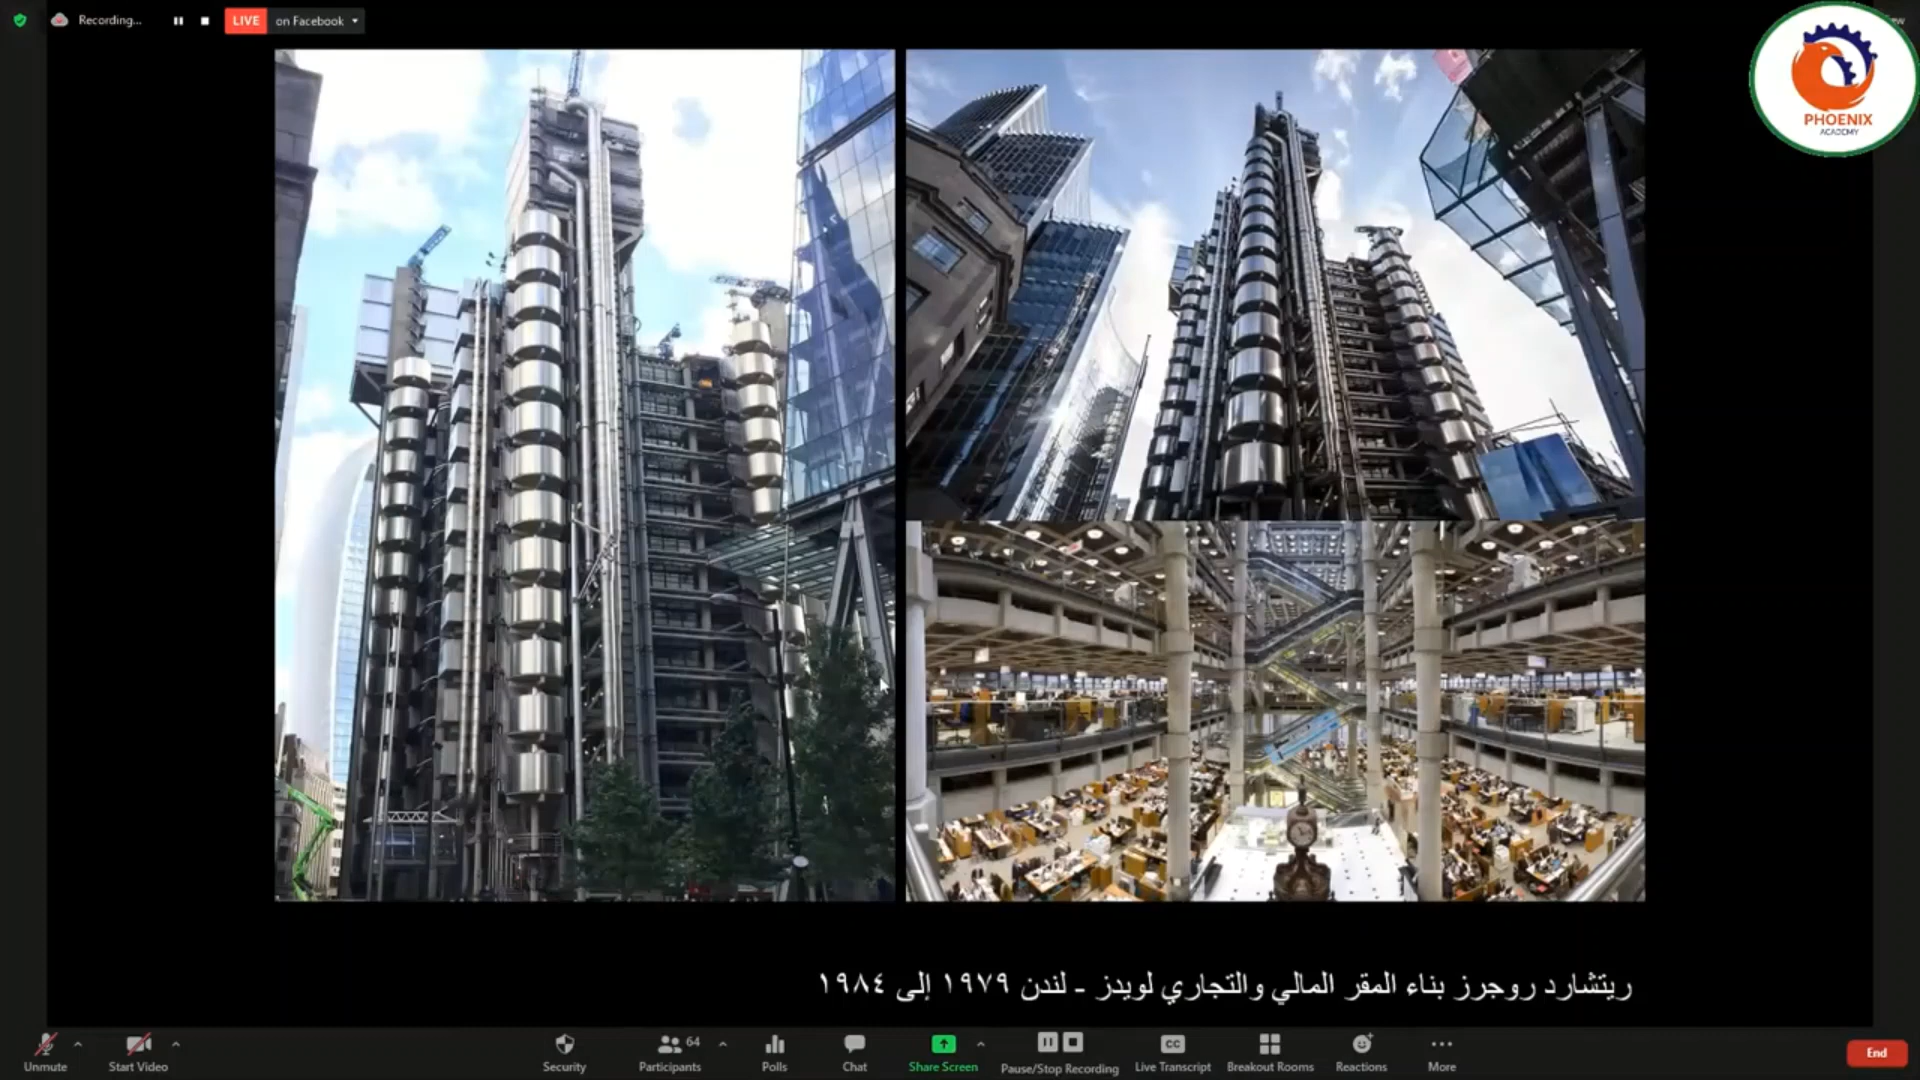 Recording...
LIVE on Facebook
PHOENIX
ACADEMY
ريتشارد روجرز بناء المقر المالي والتجاري لويدز - لندن ١٩٧٩ إلى ١٩٨٤
Unmute
Start Video
Security
64
Participants
Polls
Chat
Share Screen
Pause/Stop Recording
CC
Live Transcript
Breakout Rooms
Reactions
More
End